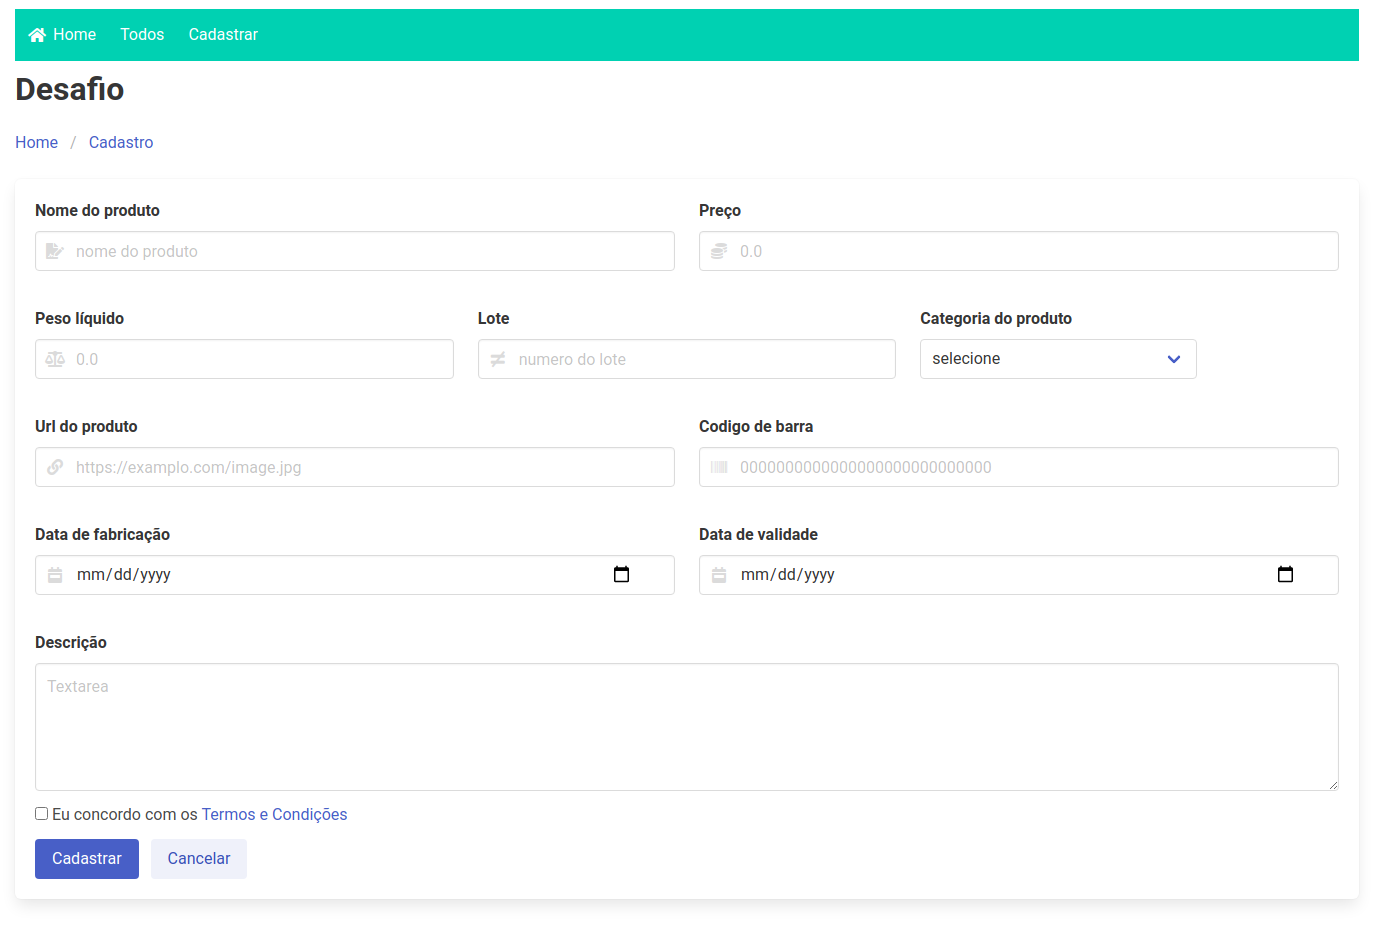 Home Todos Cadastrar
Desafio
Home / Cadastro
Nome do produto Preço
nome do produto 0.0
Peso líquido Lote Categoria do produto
0.0 numero do lote selecione
Url do produto Codigo de barra
https://examplo.com/image.jpg 0000000000000000000000000000
Data de fabricação Data de validade
mm/dd/yyyy mm/dd/yyyy
Descrição
Textarea
Eu concordo com os Termos e Condições
Cadastrar Cancelar